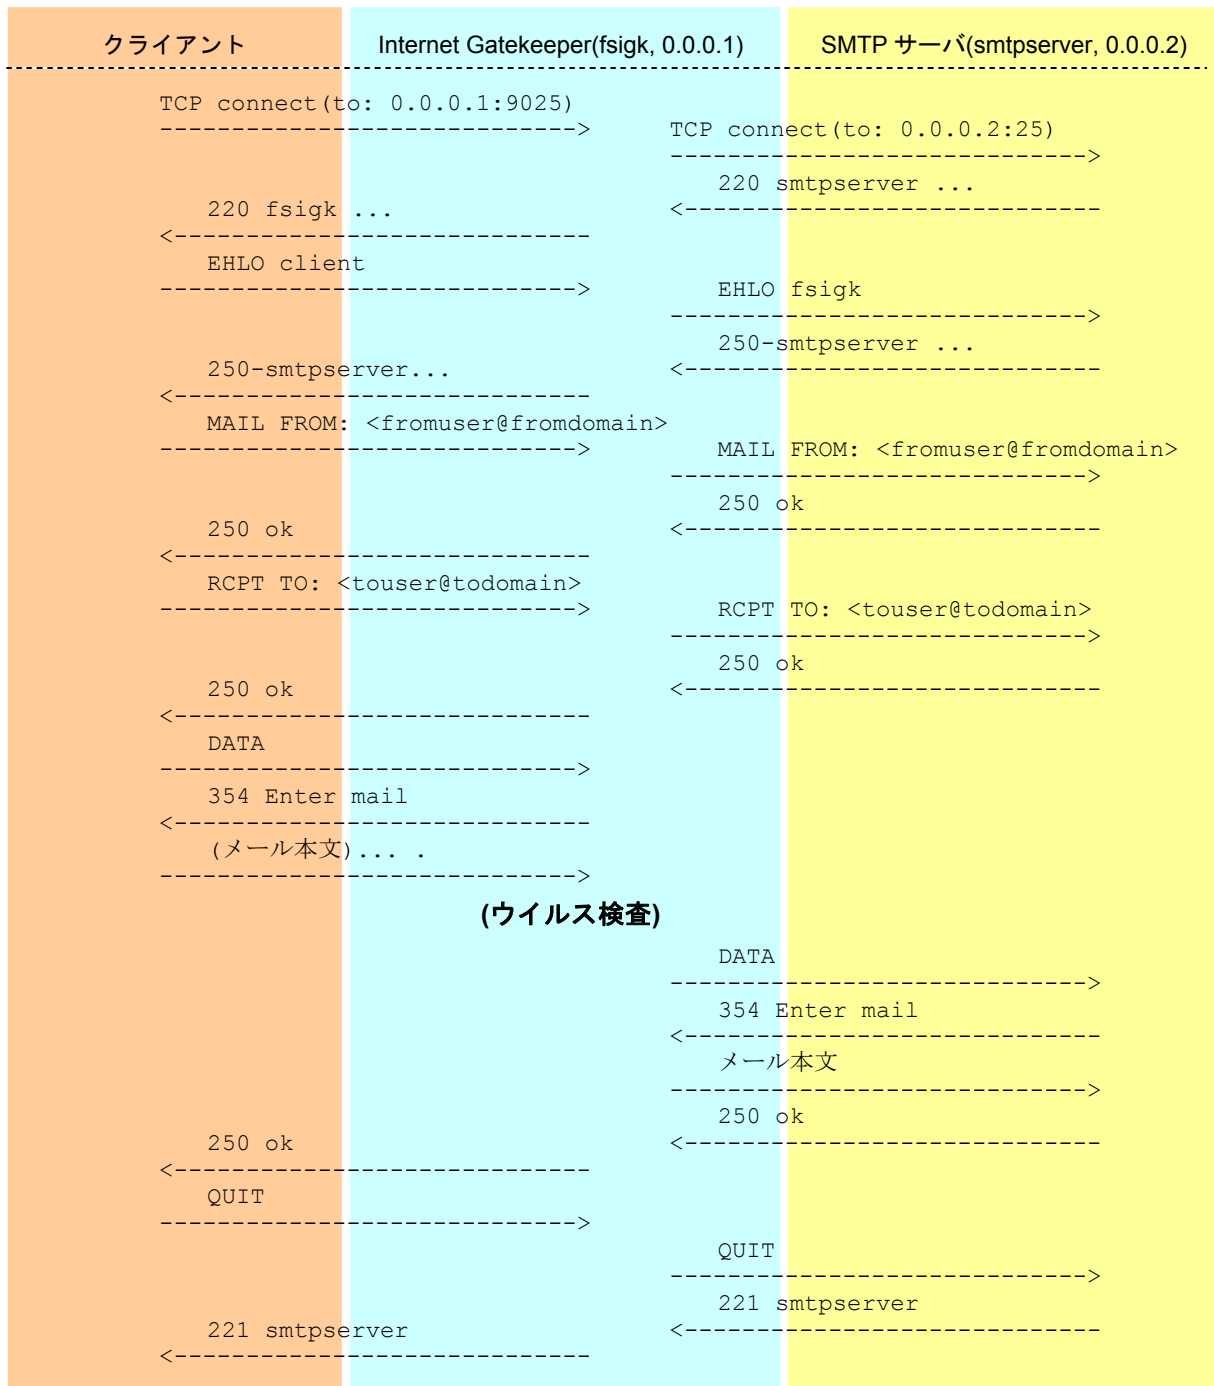 クライアント Internet Gatekeeper(fsigk, 0.0.0.1) SMTP サーバ(smtpserver, 0.0.0.2)
TCP connect(to: 0.0.0.1:9025)
-----------------------------> TCP connect(to: 0.0.0.2:25)
----------------------------->
220 smtpserver ...
220 fsigk ... <-----------------------------
<-----------------------------
EHLO client
-----------------------------> EHLO fsigk
----------------------------->
250-smtpserver ...
250-smtpserver... <-----------------------------
<-----------------------------
MAIL FROM: <fromuser@fromdomain>
-----------------------------> MAIL FROM: <fromuser@fromdomain>
----------------------------->
250 ok
250 ok <-----------------------------
<-----------------------------
RCPT TO: <touser@todomain>
-----------------------------> RCPT TO: <touser@todomain>
----------------------------->
250 ok
250 ok <-----------------------------
<-----------------------------
DATA
----------------------------->
354 Enter mail
<-----------------------------
(メール本文)... .
----------------------------->
(ウイルス検査)
DATA
----------------------------->
354 Enter mail
<-----------------------------
メール本文
----------------------------->
250 ok
250 ok <-----------------------------
<-----------------------------
QUIT
----------------------------->
QUIT
----------------------------->
221 smtpserver
221 smtpserver <-----------------------------
<-----------------------------